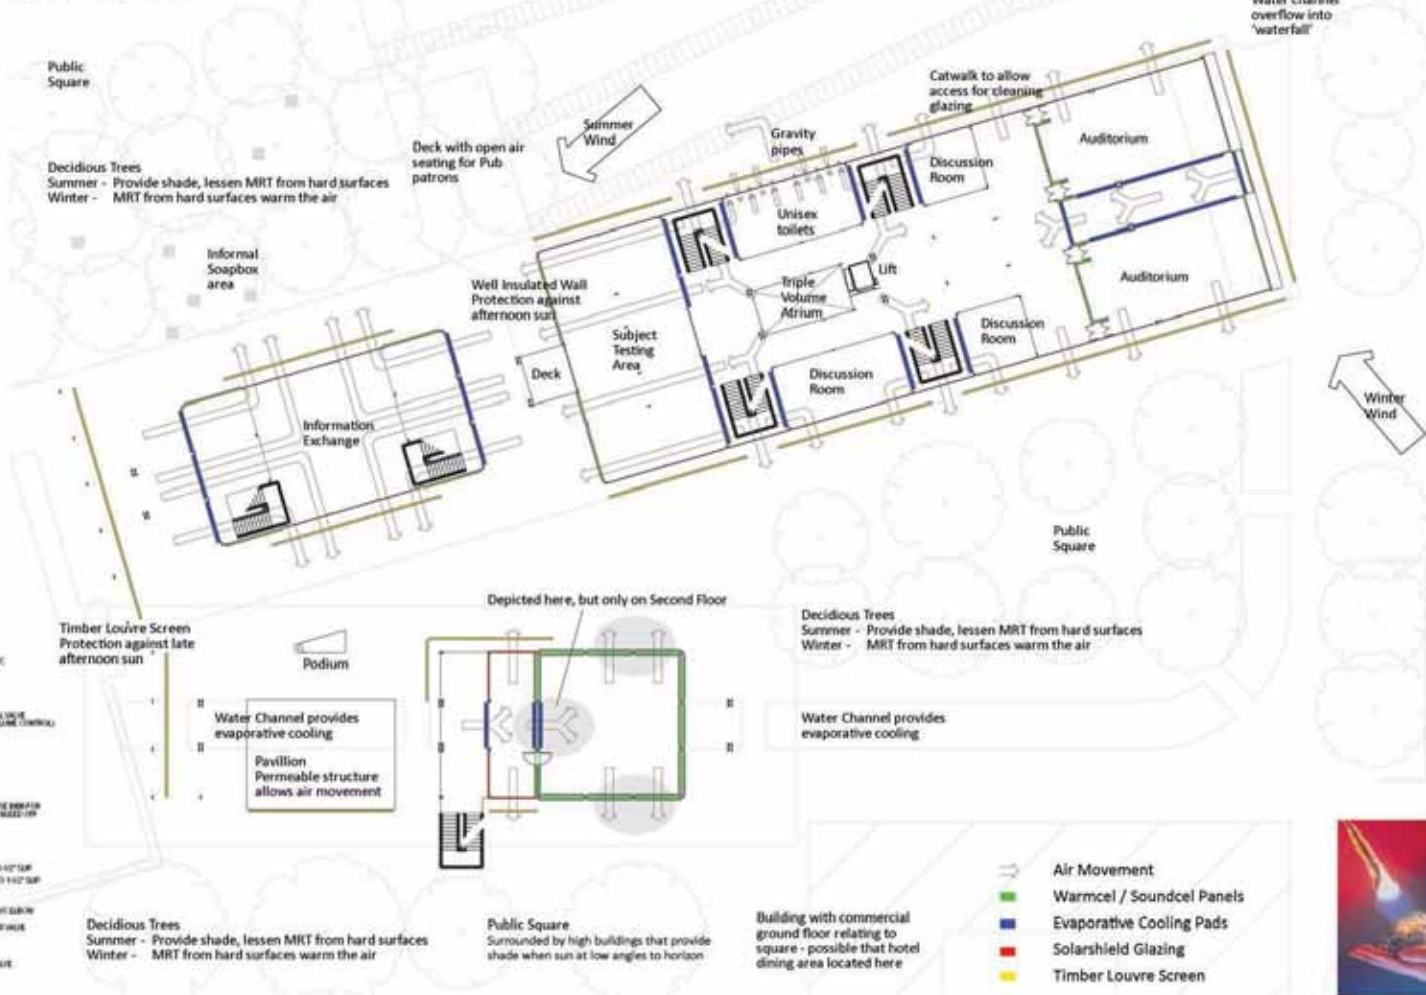 Water channel
overflow into
'waterfall'
Public
Square
Decidious Trees
Summer - Provide shade, lessen MRT from hard surfaces
Winter - MRT from hard surfaces warm the air
Informal
Soapbox
area
Deck with open air
seating for Pub
patrons
Summer
Wind
Gravity
pipes
Catwalk to allow
access for cleaning
glazing
Auditorium
Discussion
Room
Unisex
toilets
Lift
Triple
Volume
Atrium
Auditorium
Well Insulated Wall
Protection against
afternoon sun
Subject
Testing
Area
Deck
Discussion
Room
Discussion
Room
Winter
Wind
Information
Exchange
Public
Square
Depicted here, but only on Second Floor
Timber Louvre Screen
Protection against late
afternoon sun
Podium
Decidious Trees
Summer - Provide shade, lessen MRT from hard surfaces
Winter - MRT from hard surfaces warm the air
Water Channel provides
evaporative cooling
Water Channel provides
evaporative cooling
Pavillion
Permeable structure
allows air movement
Decidious Trees
Summer - Provide shade, lessen MRT from hard surfaces
Winter - MRT from hard surfaces warm the air
Public Square
Surrounded by high buildings that provide
shade when sun at low angles to horizon
Building with commercial
ground floor relating to
square - possible that hotel
dining area located here
Air Movement
Warmcel / Soundcel Panels
Evaporative Cooling Pads
Solarshield Glazing
Timber Louvre Screen